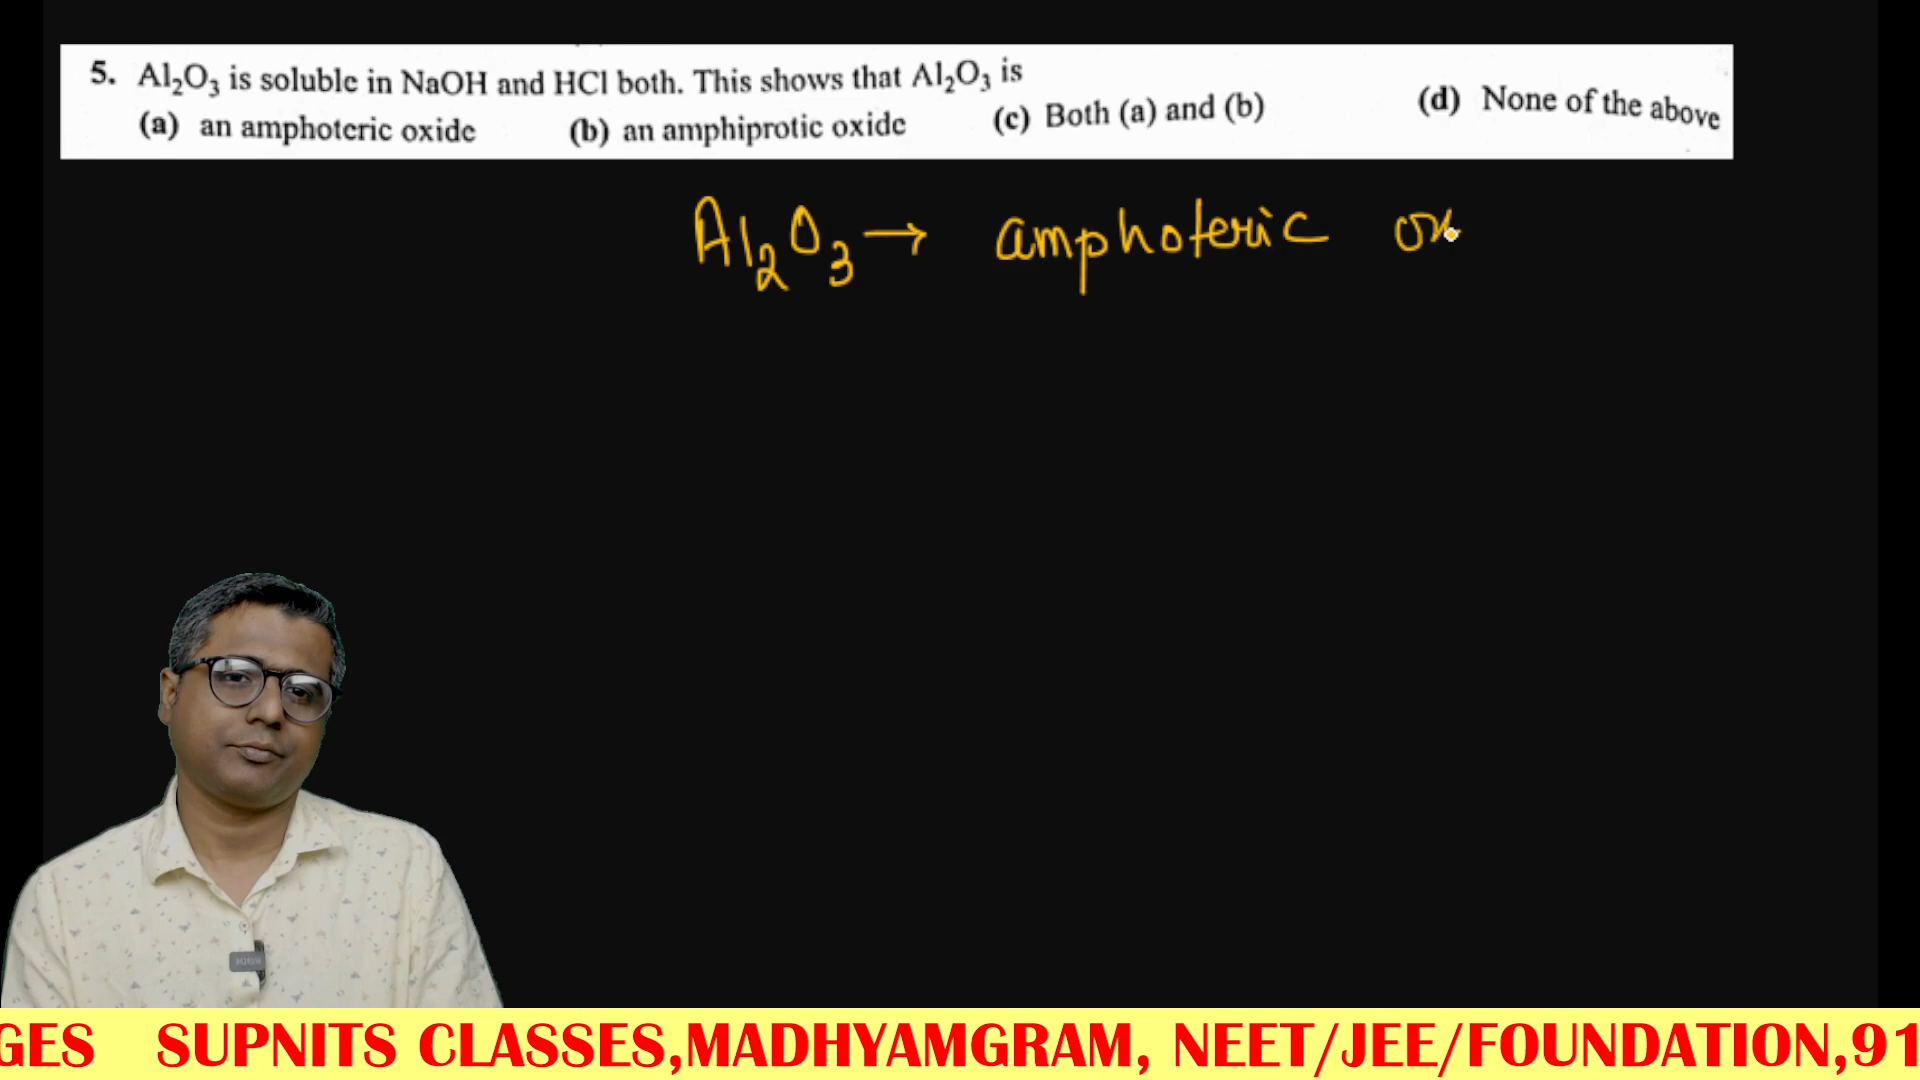 5. Al₂O₃ is soluble in NaOH and HCl both. This shows that Al₂O₃ is
(a) an amphoteric oxide (b) an amphiprotic oxide (c) Both (a) and (b) (d) None of the above
Al₂O₃ → amphoteric ox
GES SUPNITS CLASSES,MADHYAMGRAM, NEET/JEE/FOUNDATION,91